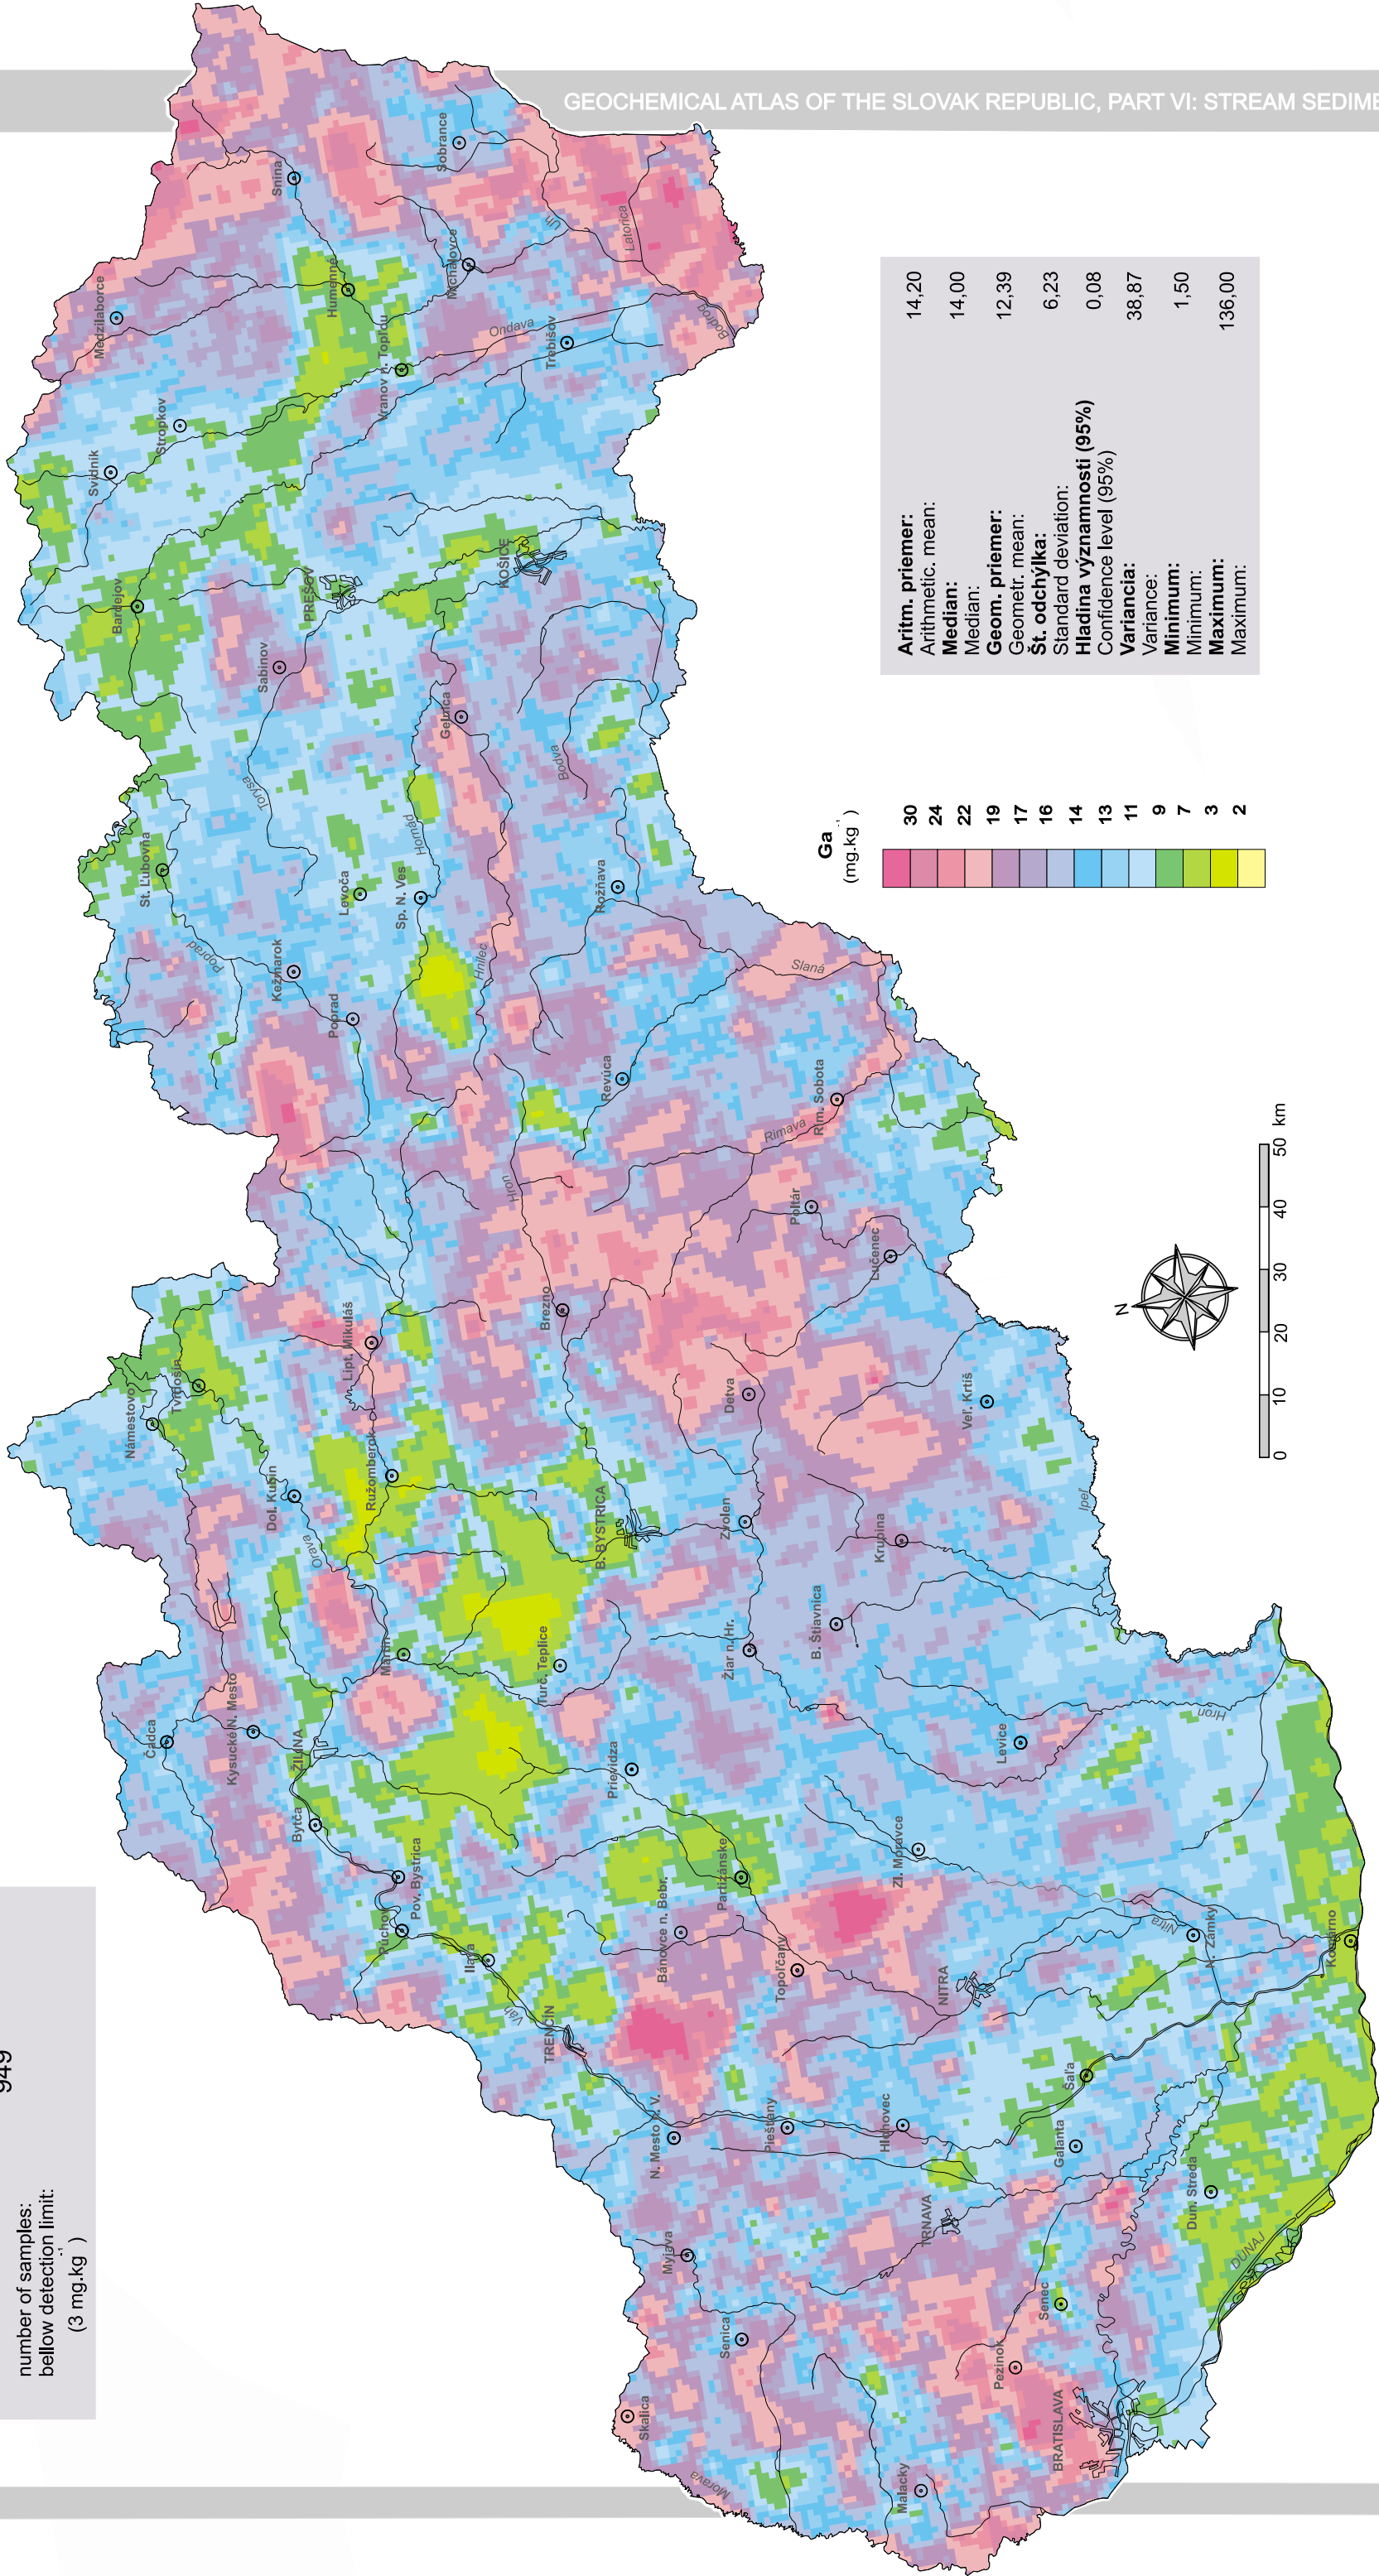 GEOCHEMICAL ATLAS OF THE SLOVAK REPUBLIC, PART VI: STREAM SEDIME
949
number of samples:
bellow detection limit:
(3 mg.kg-1)
Skalica
Malacky
Morava
Senica
Myjava
BRATISLAVA
Pezinok
Senec
TRNAVA
Dun. Streda
DUNAJ
Galanta
Šaľa
Hlohovec
Piešťany
N. Mesto n. V.
TRENČÍN
Váh
Ilava
Púchov
Pov. Bystrica
Bytča
ŽILINA
Kysucké N. Mesto
Čadca
Bánovce n. Bebr.
Topoľčany
Partizánske
Prievidza
NITRA
Nitra
N. Zámky
Komárno
Zl. Moravce
Levice
Hron
Martin
Turč. Teplice
Žiar n. Hr.
B. Štiavnica
Zvolen
Krupina
Ipeľ
B. BYSTRICA
Ružomberok
Dol. Kubín
Orava
Námestovo
Tvrdošín
Lipt. Mikuláš
Brezno
Detva
Veľ. Krtíš
Lučenec
Poltár
Hron
Rimava
Rim. Sobota
Revúca
Slaná
Rožňava
Poprad
Kežmarok
Poprad
Hnilec
Sp. N. Ves
Levoča
Hornád
St. Ľubovňa
Torysa
Bodva
Gelnica
Sabinov
PREŠOV
KOŠICE
Bardejov
Svidník
Stropkov
Medzilaborce
Vranov n. Topľou
Humenné
Ondava
Trebišov
Michalovce
Snina
Sobrance
Uh
Latorica
Bodrog
N
0 10 20 30 40 50 km
Ga
(mg.kg-1)
30
24
22
19
17
16
14
13
11
9
7
3
2
Aritm. priemer:
Arithmetic. mean: 14,20
Median:
Median: 14,00
Geom. priemer:
Geometr. mean: 12,39
Št. odchýlka:
Standard deviation: 6,23
Hladina významnosti (95%)
Confidence level (95%) 0,08
Variancia:
Variance: 38,87
Minimum:
Minimum: 1,50
Maximum:
Maximum: 136,00